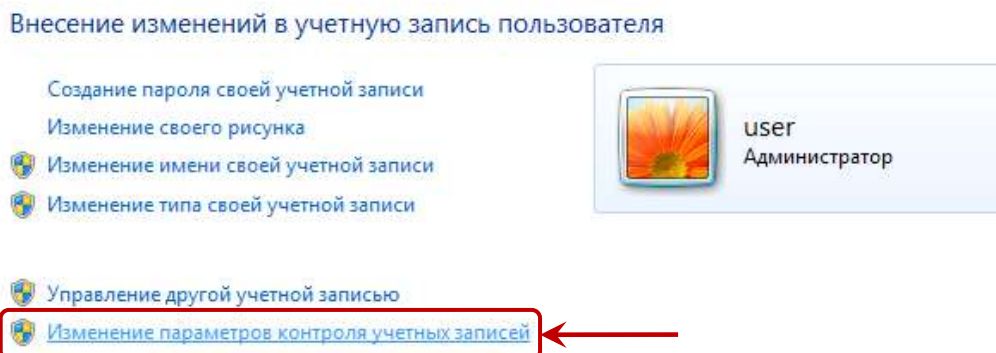 Внесение изменений в учетную запись пользователя
Создание пароля своей учетной записи
Изменение своего рисунка
Изменение имени своей учетной записи
Изменение типа своей учетной записи
user
Администратор
Управление другой учетной записью
Изменение параметров контроля учетных записей